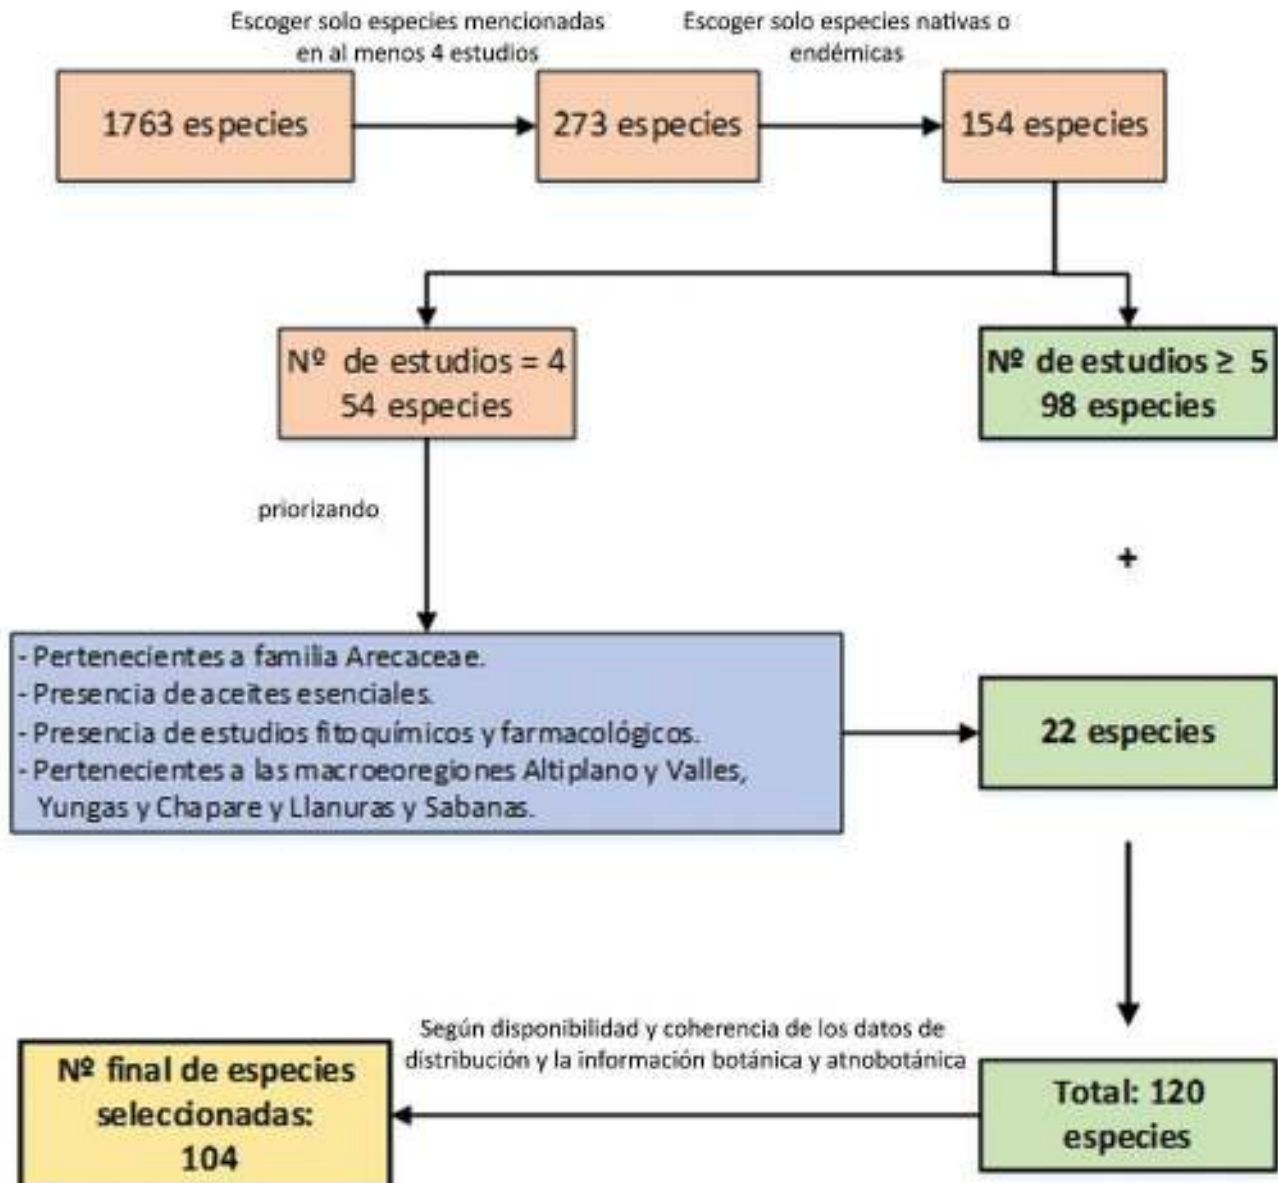 Escoger solo especies mencionadas
en al menos 4 estudios
Escoger solo especies nativas o
endémicas
1763 especies
273 especies
154 especies
Nº de estudios = 4
54 especies
Nº de estudios ≥ 5
98 especies
priorizando
+
- Pertenecientes a familia Arecaceae.
- Presencia de aceites esenciales.
- Presencia de estudios fitoquímicos y farmacológicos.
- Pertenecientes a las macroeoregiones Altiplano y Valles,
Yungas y Chapare y Llanuras y Sabanas.
22 especies
Según disponibilidad y coherencia de los datos de
distribución y la información botánica y atnobotánica
Total: 120
especies
Nº final de especies
seleccionadas:
104